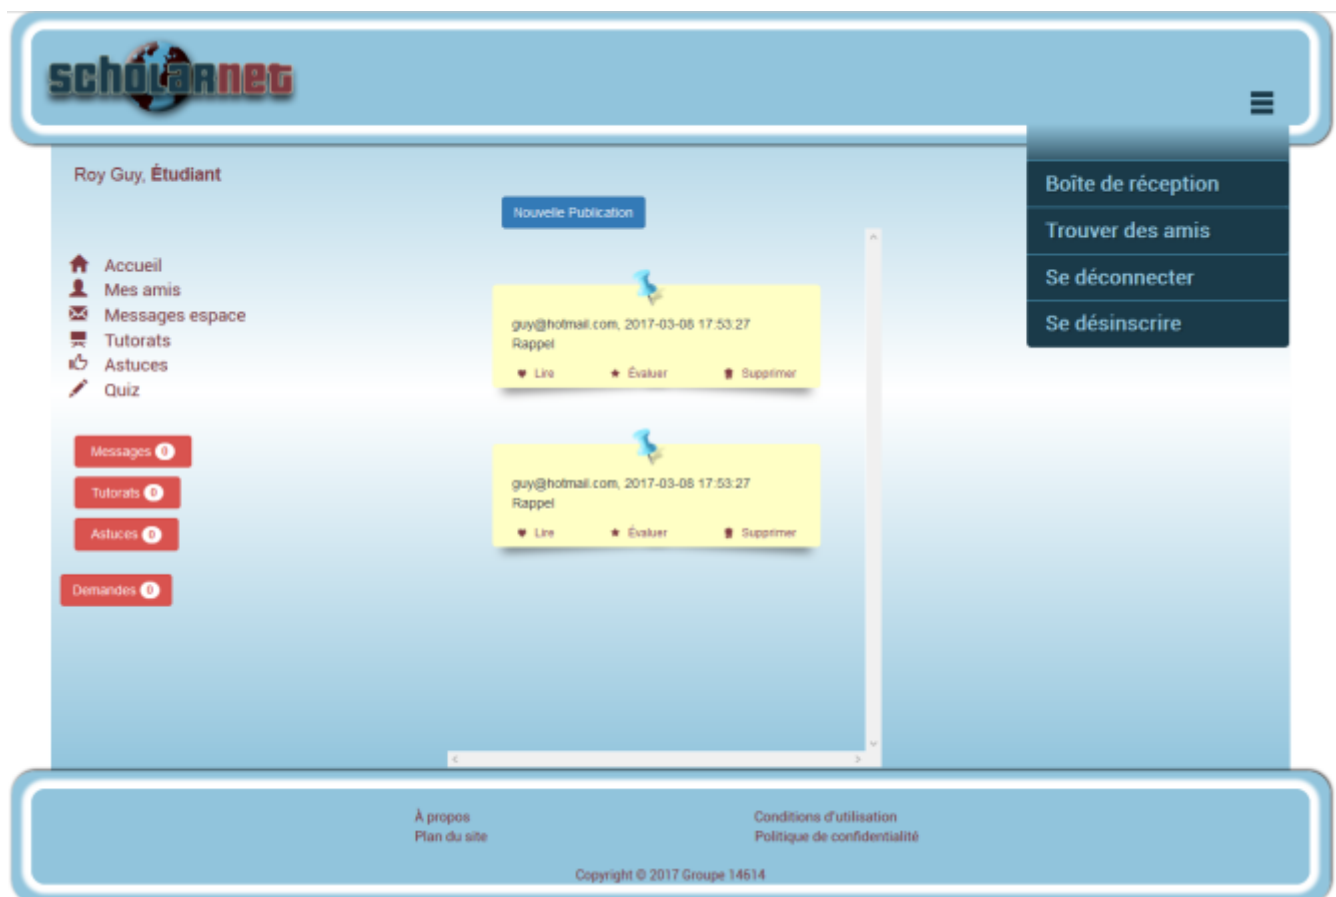 scholarnet
Roy Guy, Étudiant
Nouvelle Publication
Boîte de réception
Trouver des amis
Se déconnecter
Se désinscrire
Accueil
Mes amis
Messages espace
Tutorats
Astuces
Quiz
Messages 0
Tutorats 0
Astuces 0
Demandes 0
guy@hotmail.com, 2017-03-08 17:53:27
Rappel
Lire Évaluer Supprimer
guy@hotmail.com, 2017-03-08 17:53:27
Rappel
Lire Évaluer Supprimer
À propos
Plan du site
Conditions d'utilisation
Politique de confidentialité
Copyright © 2017 Groupe 14614